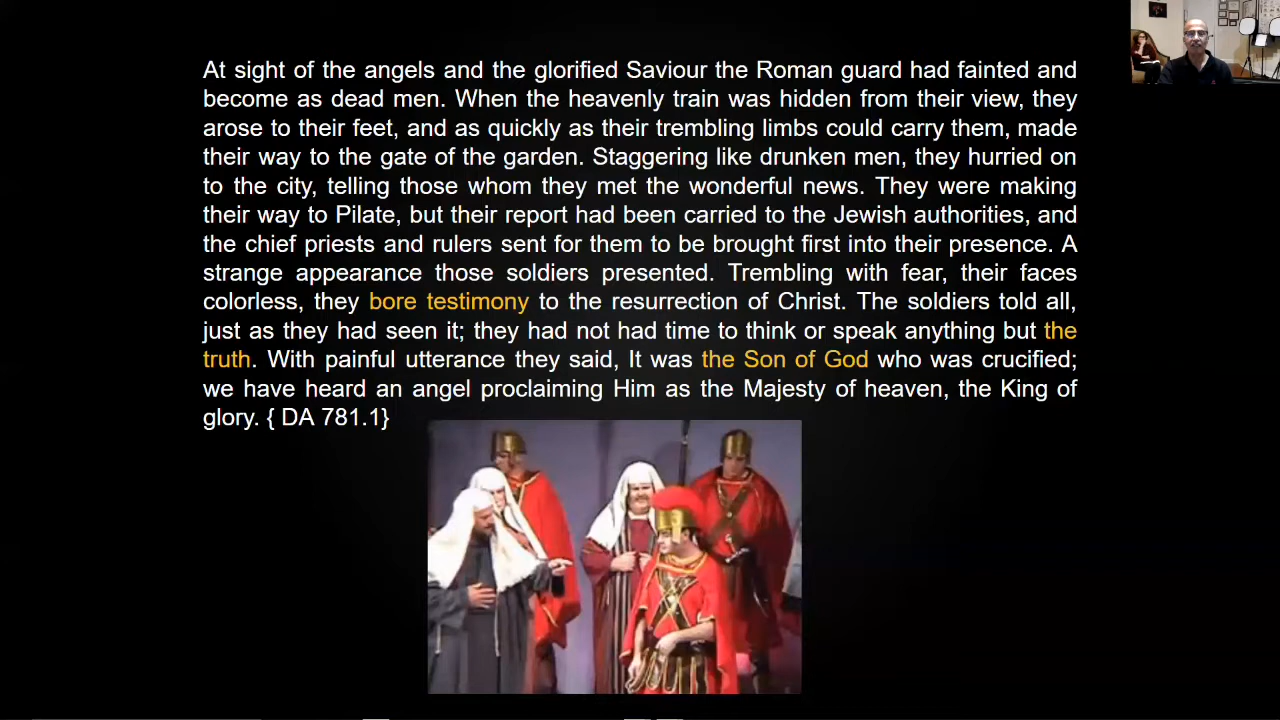 At sight of the angels and the glorified Saviour the Roman guard had fainted and
become as dead men. When the heavenly train was hidden from their view, they
arose to their feet, and as quickly as their trembling limbs could carry them, made
their way to the gate of the garden. Staggering like drunken men, they hurried on
to the city, telling those whom they met the wonderful news. They were making
their way to Pilate, but their report had been carried to the Jewish authorities, and
the chief priests and rulers sent for them to be brought first into their presence. A
strange appearance those soldiers presented. Trembling with fear, their faces
colorless, they bore testimony to the resurrection of Christ. The soldiers told all,
just as they had seen it; they had not had time to think or speak anything but the
truth. With painful utterance they said, It was the Son of God who was crucified;
we have heard an angel proclaiming Him as the Majesty of heaven, the King of
glory. { DA 781.1}